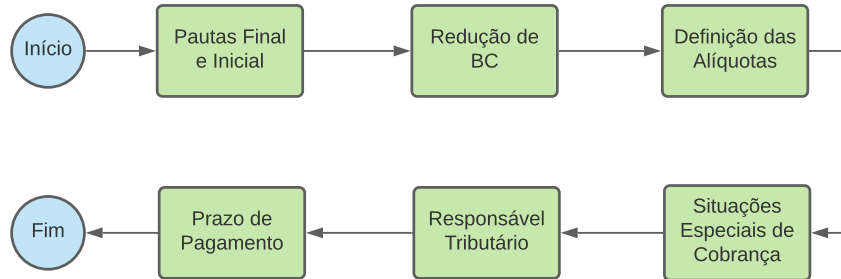 Início
Pautas Final
e Inicial
Redução de
BC
Definição das
Alíquotas
Situações
Especiais de
Cobrança
Responsável
Tributário
Prazo de
Pagamento
Fim